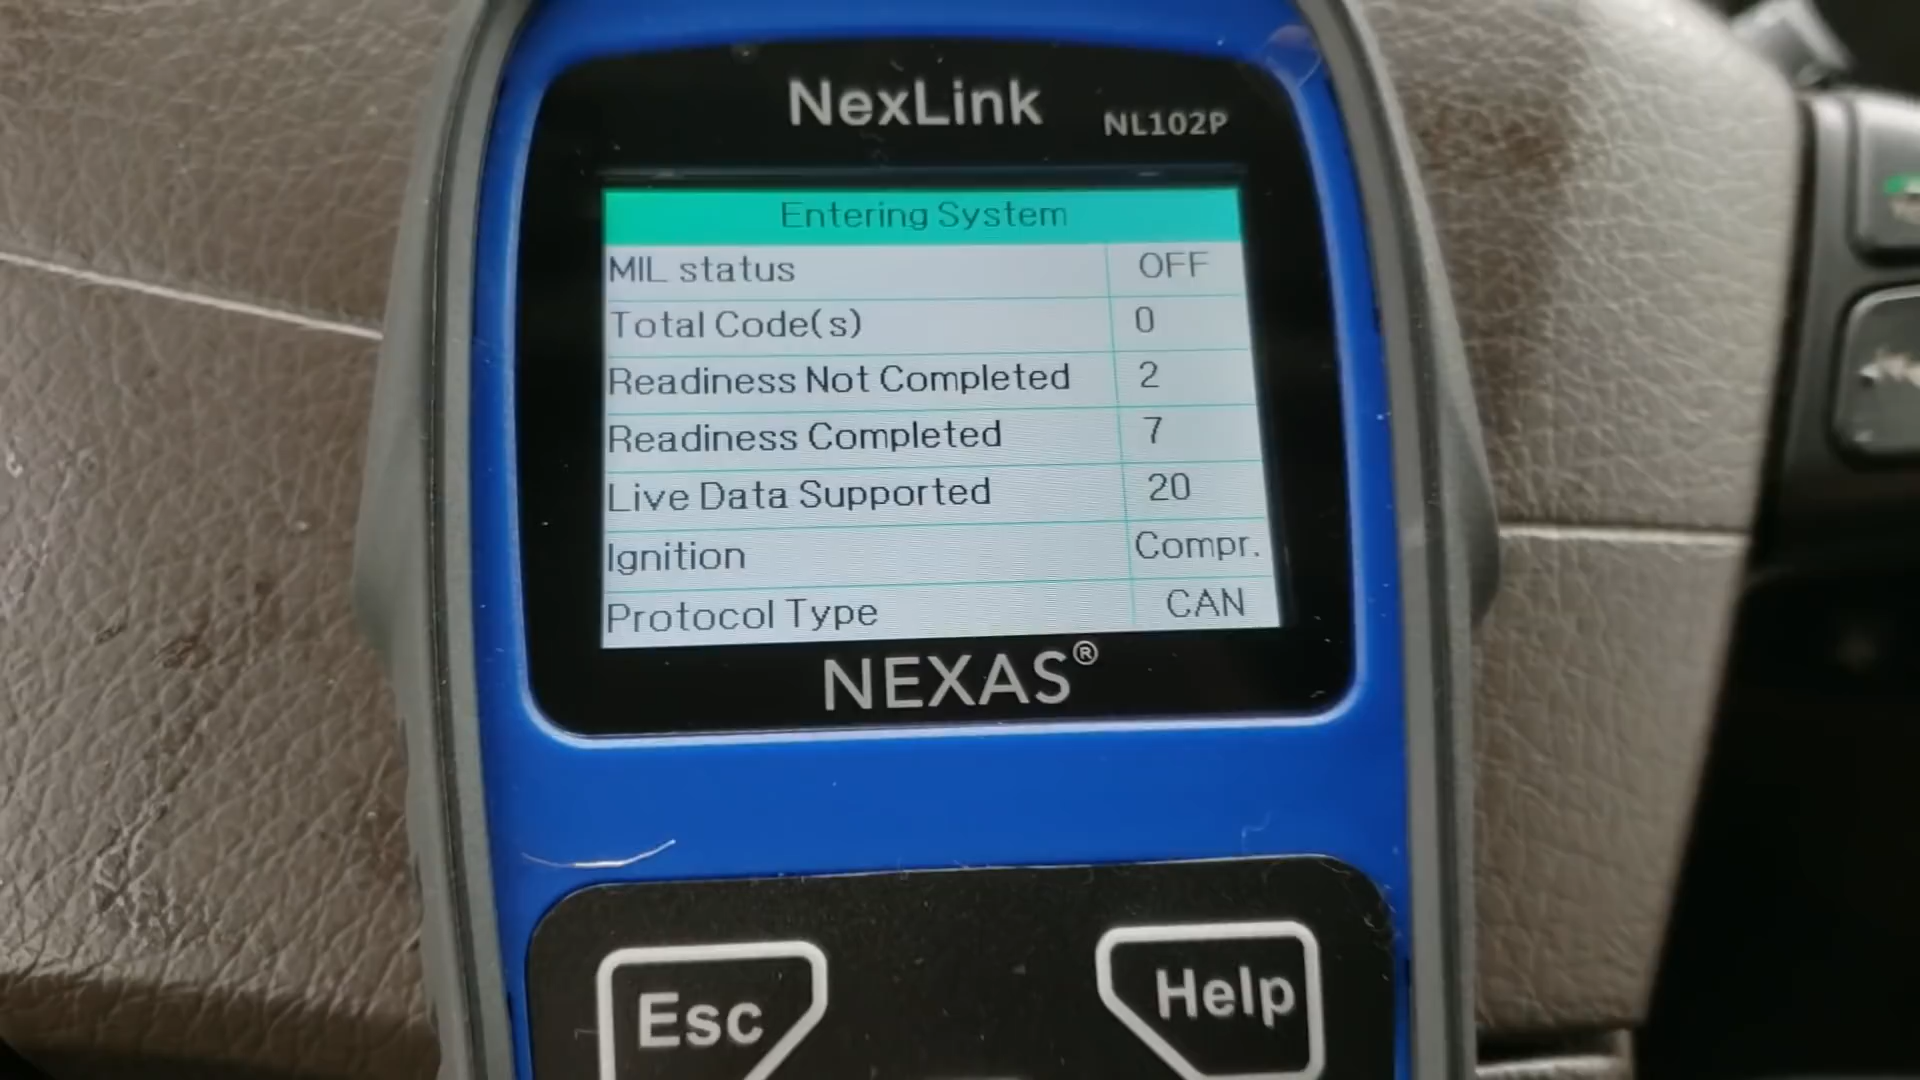 NexLink NL102P
Entering System
MIL status OFF
Total Code(s) 0
Readiness Not Completed 2
Readiness Completed 7
Live Data Supported 20
Ignition Compr.
Protocol Type CAN
NEXAS®
Esc Help